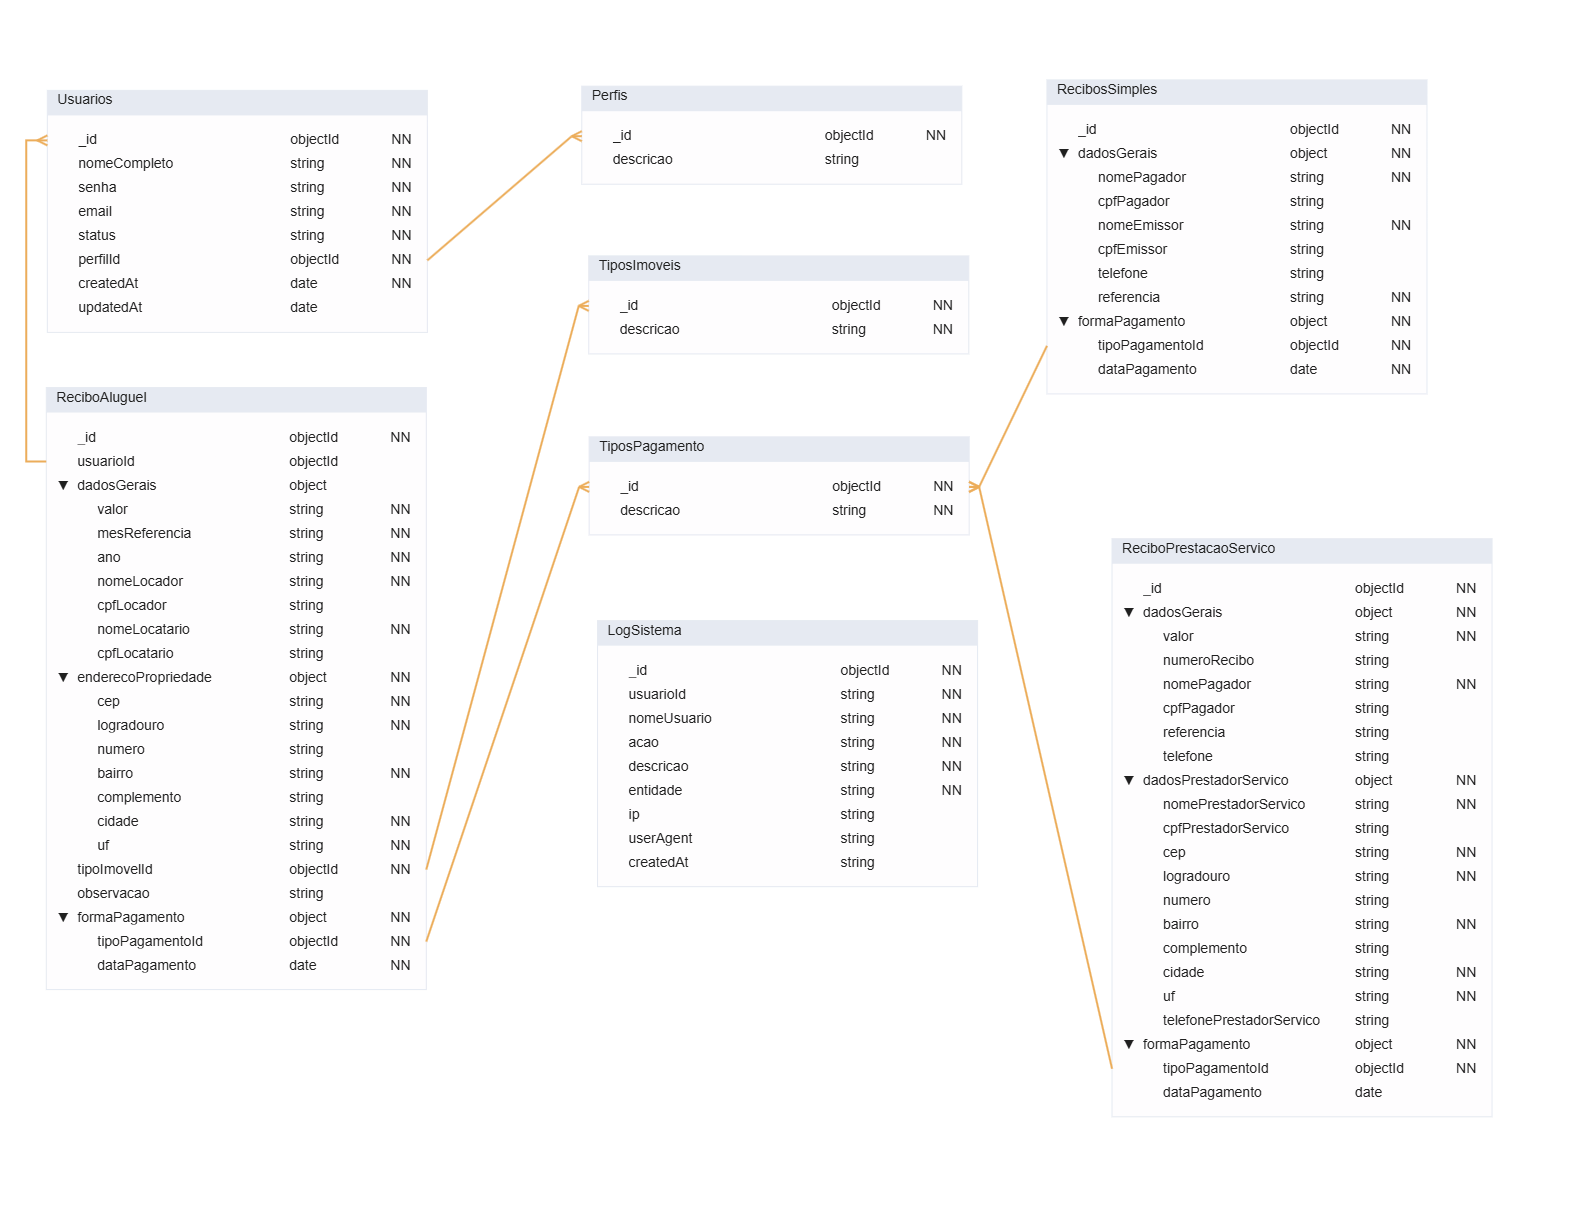 Usuarios
_id objectId NN
nomeCompleto string NN
senha string NN
email string NN
status string NN
perfilId objectId NN
createdAt date NN
updatedAt date
ReciboAluguel
_id objectId NN
usuarioId objectId
▼ dadosGerais object
valor string NN
mesReferencia string NN
ano string NN
nomeLocador string NN
cpfLocador string
nomeLocatario string NN
cpfLocatario string
▼ enderecoPropriedade object NN
cep string NN
logradouro string NN
numero string
bairro string NN
complemento string
cidade string NN
uf string NN
tipoImovelId objectId NN
observacao string
▼ formaPagamento object NN
tipoPagamentoId objectId NN
dataPagamento date NN
Perfis
_id objectId NN
descricao string
TiposImoveis
_id objectId NN
descricao string NN
TiposPagamento
_id objectId NN
descricao string NN
LogSistema
_id objectId NN
usuarioId string NN
nomeUsuario string NN
acao string NN
descricao string NN
entidade string NN
ip string
userAgent string
createdAt string
RecibosSimples
_id objectId NN
▼ dadosGerais object NN
nomePagador string NN
cpfPagador string
nomeEmissor string NN
cpfEmissor string
telefone string
referencia string NN
▼ formaPagamento object NN
tipoPagamentoId objectId NN
dataPagamento date NN
ReciboPrestacaoServico
_id objectId NN
▼ dadosGerais object NN
valor string NN
numeroRecibo string
nomePagador string NN
cpfPagador string
referencia string
telefone string
▼ dadosPrestadorServico object NN
nomePrestadorServico string NN
cpfPrestadorServico string
cep string NN
logradouro string NN
numero string
bairro string NN
complemento string
cidade string NN
uf string NN
telefonePrestadorServico string
▼ formaPagamento object NN
tipoPagamentoId objectId NN
dataPagamento date